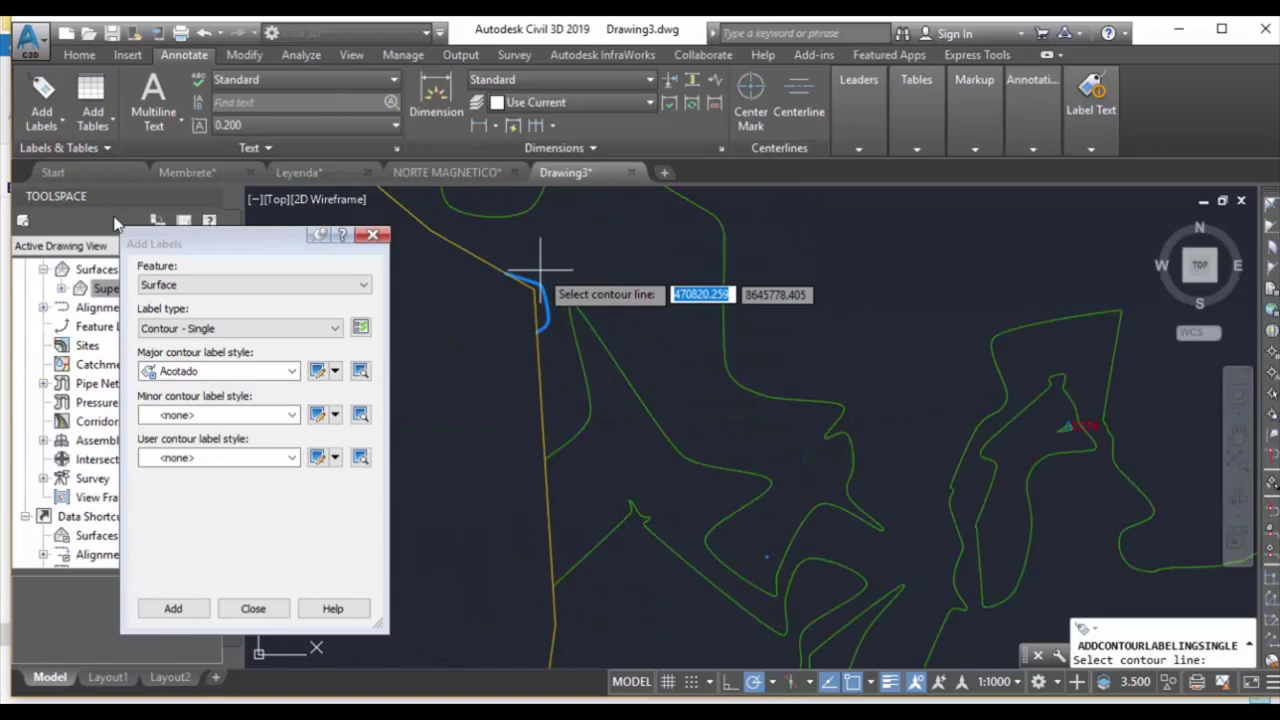 Autodesk Civil 3D 2019 Drawing3.dwg
Type a keyword or phrase
Sign In
C3D
Home Insert Annotate Modify Analyze View Manage Output Survey Autodesk InfraWorks Collaborate Help Add-ins Featured Apps Express Tools
Add Labels
Add Tables
Multiline Text
Standard
Find text
0.200
Dimension
Standard
Use Current
Center Mark
Centerline
Leaders
Tables
Markup
Annotati...
Label Text
Labels & Tables
Text
Dimensions
Centerlines
Start
Membrete*
Leyenda*
NORTE MAGNETICO*
Drawing3*
TOOLSPACE
[−][Top][2D Wireframe]
Active Drawing View
Surfaces
Supe
Alignme
Feature L
Sites
Catchme
Pipe Net
Pressure
Corridor
Assembl
Intersect
Survey
View Fra
Data Shortcu
Surfaces
Alignme
Add Labels
Feature:
Surface
Label type:
Contour - Single
Major contour label style:
Acotado
Minor contour label style:
<none>
User contour label style:
<none>
Add
Close
Help
Select contour line: 470820.259 8645778.405
N
W TOP E
S
WCS
X
ADDCONTOURLABELINGSINGLE
Select contour line:
Model Layout1 Layout2
MODEL
1:1000
3.500